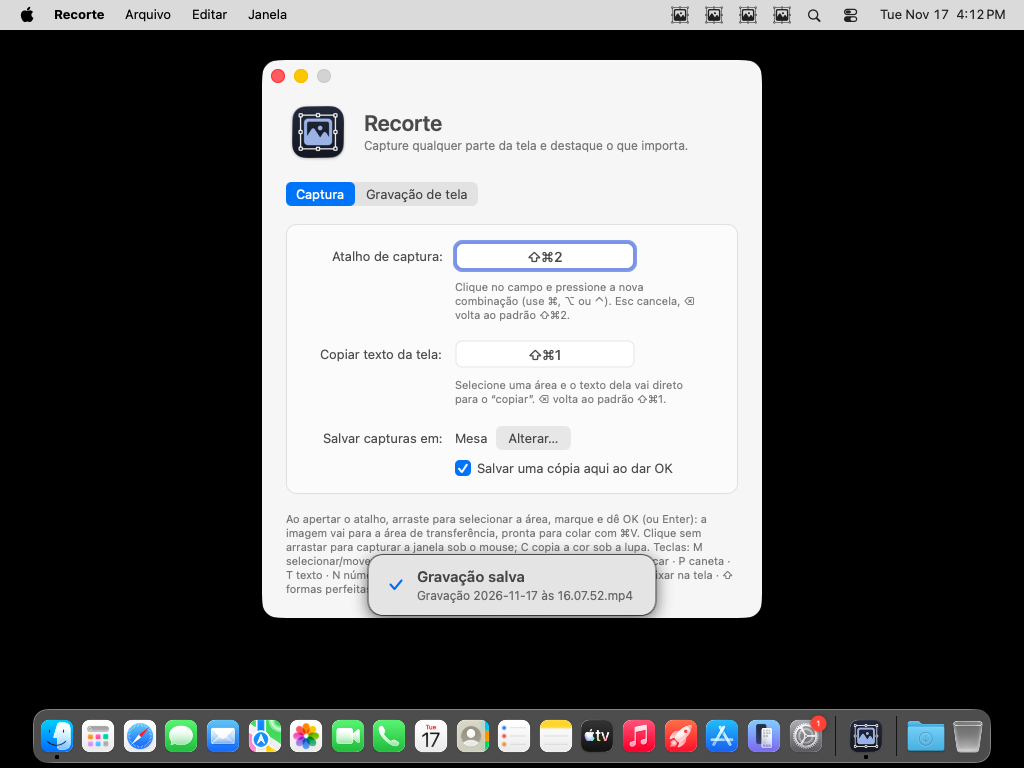 Recorte Arquivo Editar Janela Tue Nov 17 4:12 PM
Recorte
Capture qualquer parte da tela e destaque o que importa.
Captura Gravação de tela
Atalho de captura: ⇧⌘2
Clique no campo e pressione a nova
combinação (use ⌘, ⌥ ou ^). Esc cancela, ⌫
volta ao padrão ⇧⌘2.
Copiar texto da tela: ⇧⌘1
Selecione uma área e o texto dela vai direto
para o “copiar”. ⌫ volta ao padrão ⇧⌘1.
Salvar capturas em: Mesa Alterar...
Salvar uma cópia aqui ao dar OK
Ao apertar o atalho, arraste para selecionar a área, marque e dê OK (ou Enter): a
imagem vai para a área de transferência, pronta para colar com ⌘V. Clique sem
arrastar para capturar a janela sob o mouse; C copia a cor sob a lupa. Teclas: M
P caneta ·
T texto · N na tela · ⇧
formas
Gravação salva
Gravação 2026-11-17 às 16.07.52.mp4
Tue
17
tv
1